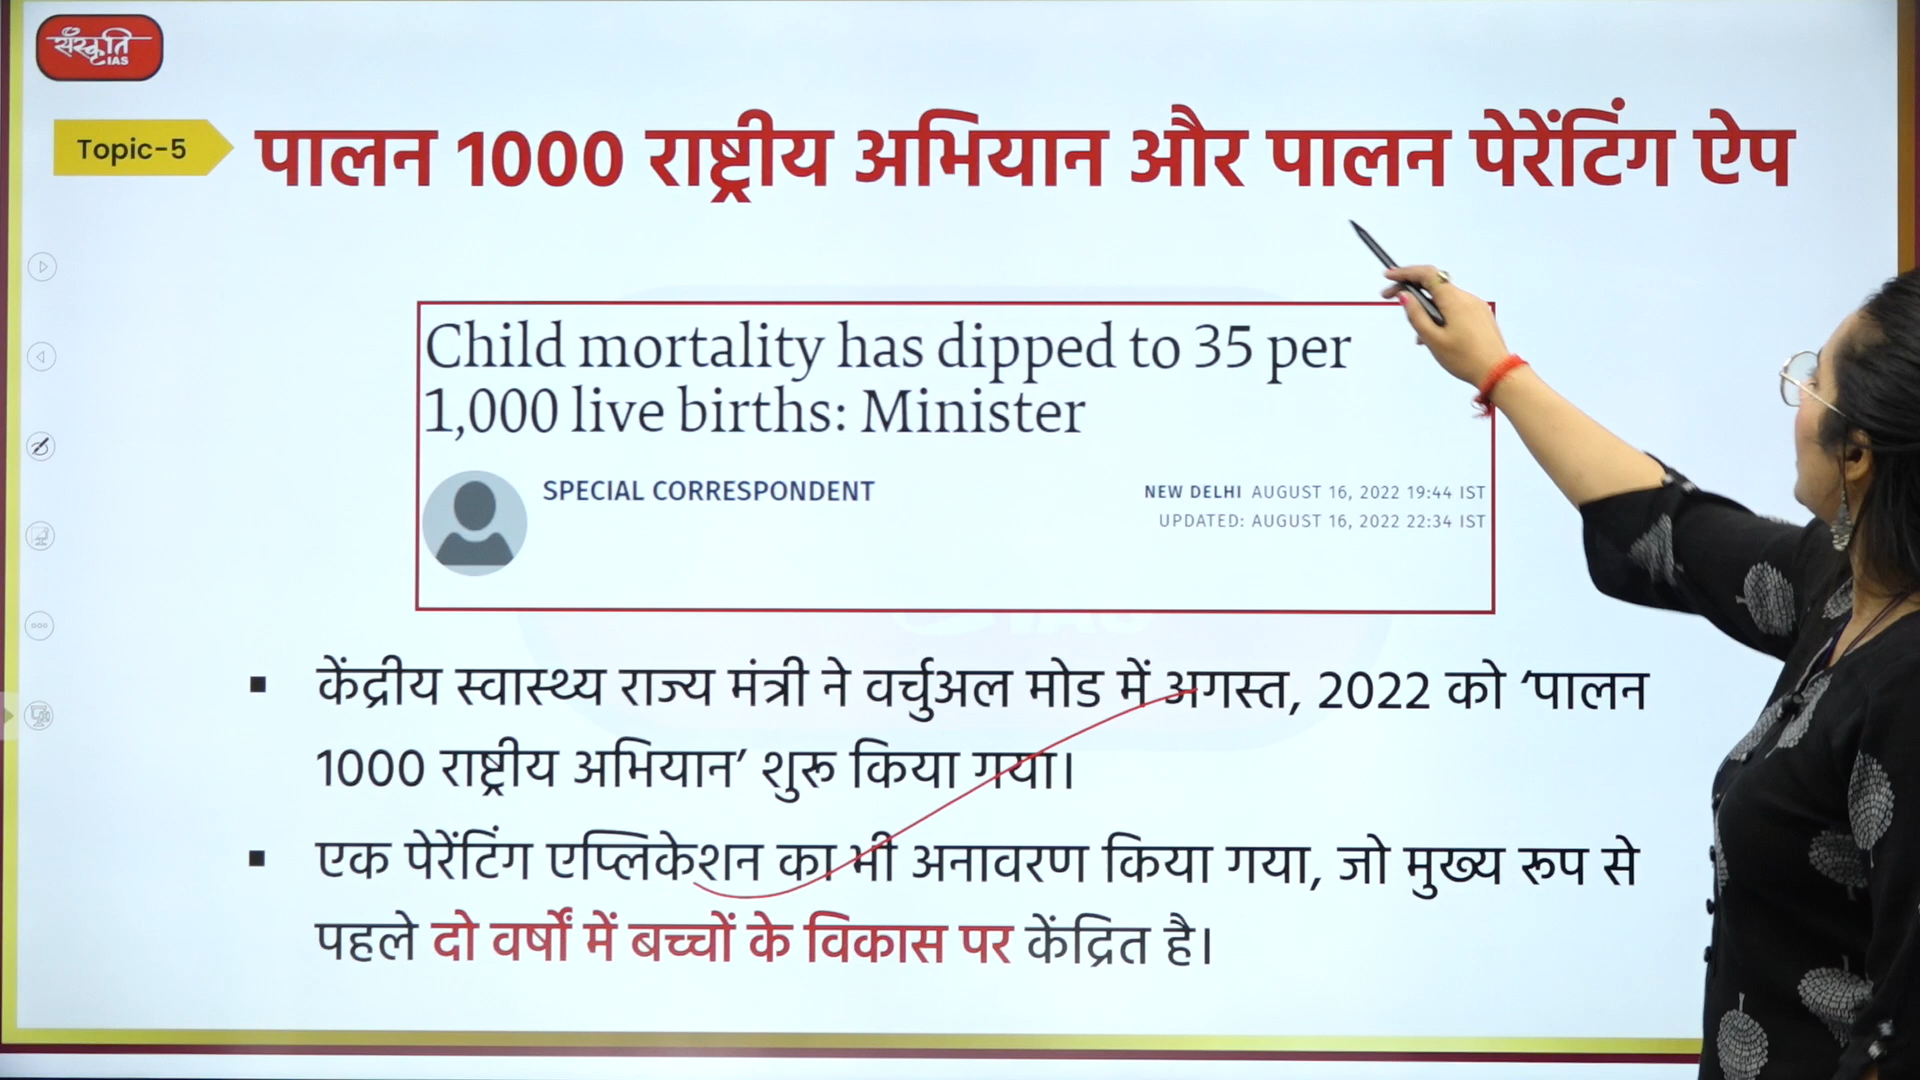 संस्कृति
IAS
Topic-5
पालन 1000 राष्ट्रीय अभियान और पालन पेरेंटिंग ऐप
Child mortality has dipped to 35 per
1,000 live births: Minister
SPECIAL CORRESPONDENT
NEW DELHI AUGUST 16, 2022 19:44 IST
UPDATED: AUGUST 16, 2022 22:34 IST
▪ केंद्रीय स्वास्थ्य राज्य मंत्री ने वर्चुअल मोड में अगस्त, 2022 को ‘पालन
1000 राष्ट्रीय अभियान’ शुरू किया गया।
▪ एक पेरेंटिंग एप्लिकेशन का भी अनावरण किया गया, जो मुख्य रूप से
पहले दो वर्षों में बच्चों के विकास पर केंद्रित है।